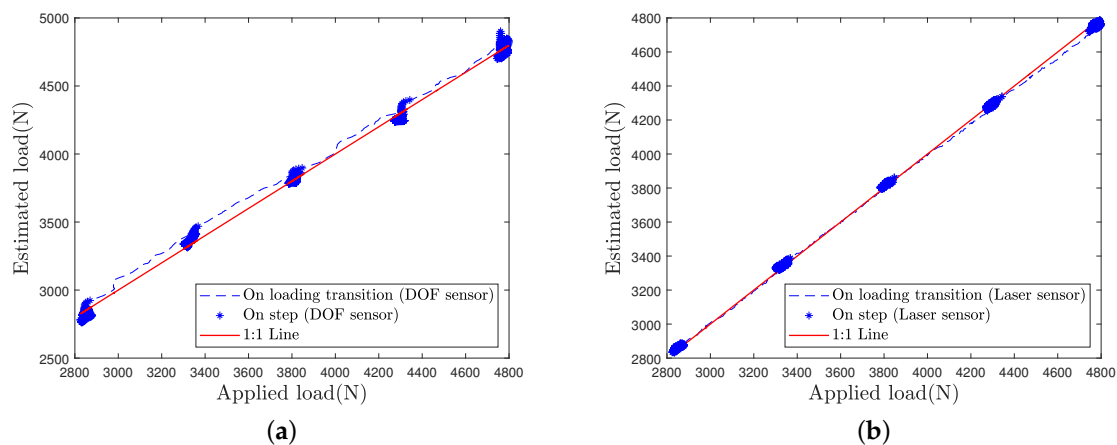 5000
4500
4000
3500
3000
2500
Estimated load(N)
On loading transition (DOF sensor)
On step (DOF sensor)
1:1 Line
2800 3000 3200 3400 3600 3800 4000 4200 4400 4600 4800
Applied load(N)
(a)
4800
4600
4400
4200
4000
3800
3600
3400
3200
3000
2800
Estimated load(N)
On loading transition (Laser sensor)
On step (Laser sensor)
1:1 Line
2800 3000 3200 3400 3600 3800 4000 4200 4400 4600 4800
Applied load(N)
(b)